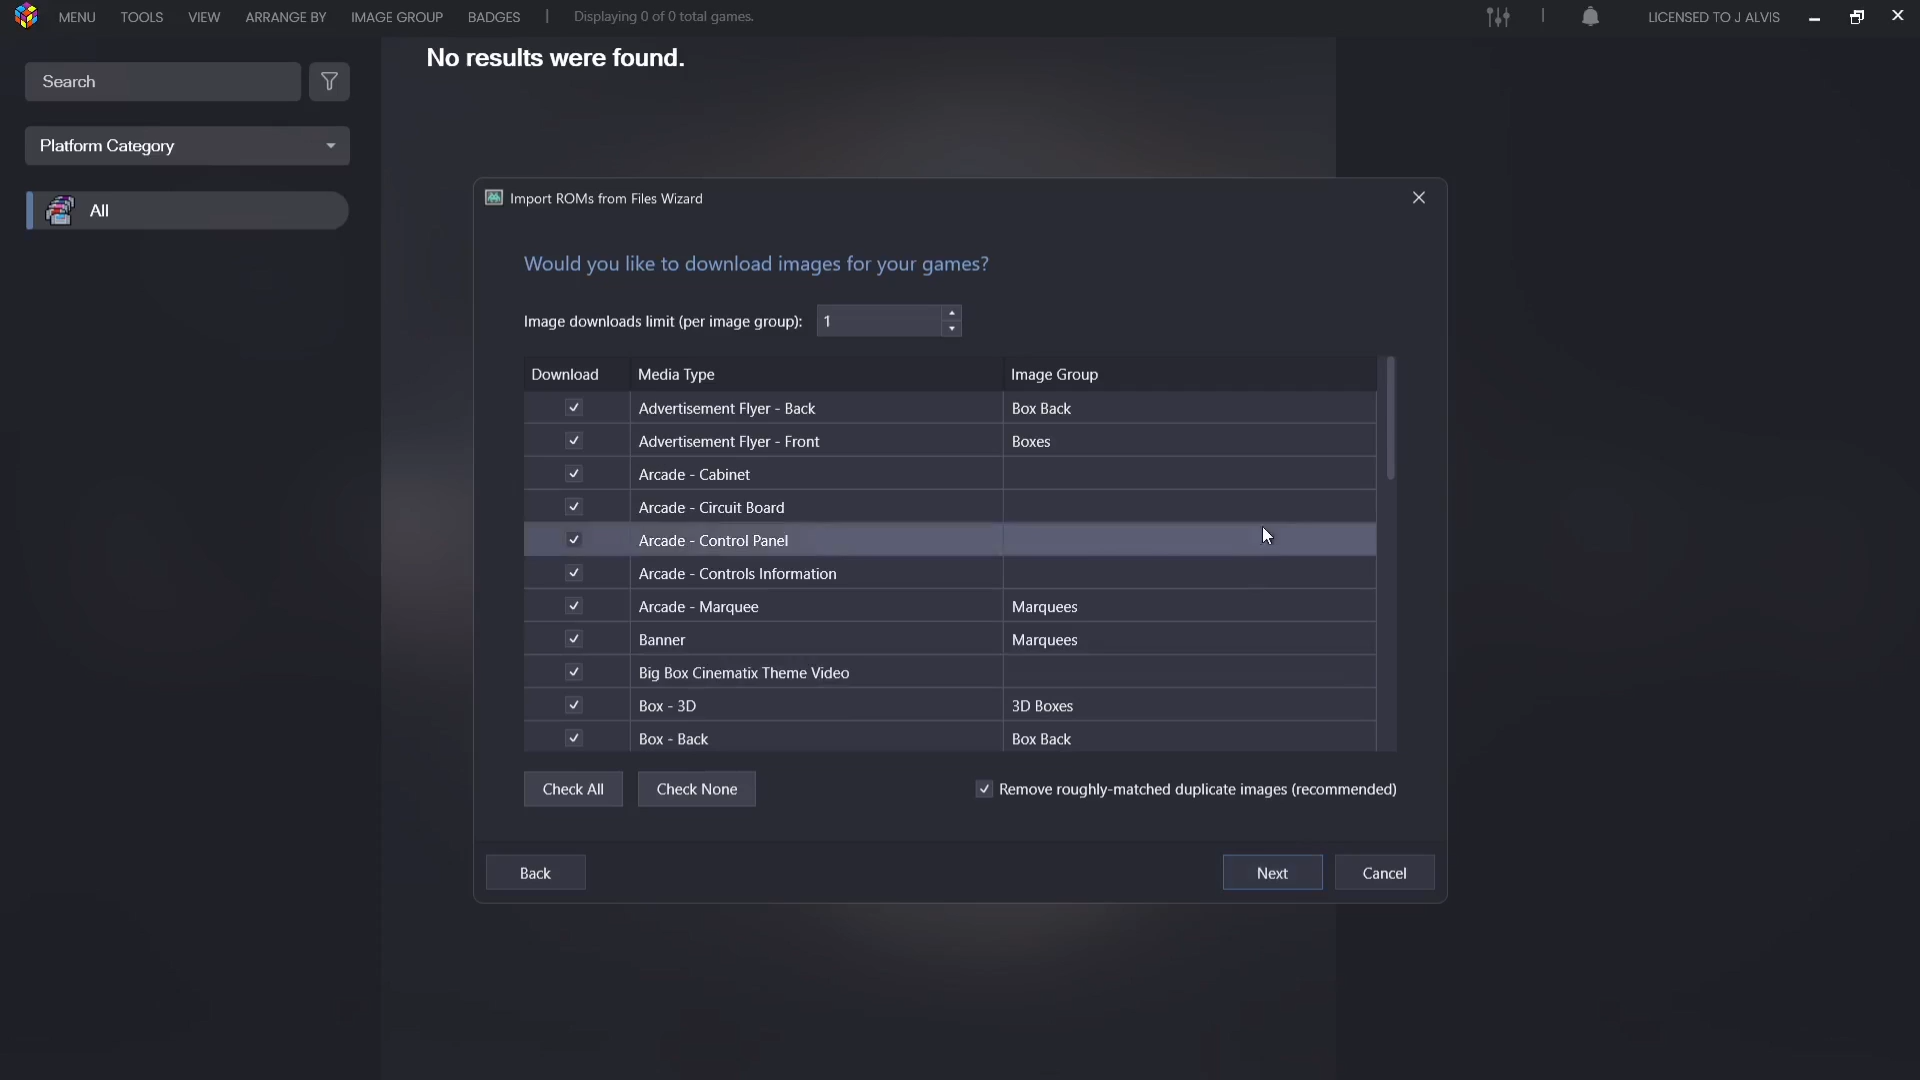 MENU TOOLS VIEW ARRANGE BY IMAGE GROUP BADGES | Displaying 0 of 0 total games. | LICENSED TO J ALVIS
No results were found.
Search
Platform Category
All
Import ROMs from Files Wizard
Would you like to download images for your games?
Image downloads limit (per image group): 1
Download Media Type Image Group
Advertisement Flyer - Back Box Back
Advertisement Flyer - Front Boxes
Arcade - Cabinet
Arcade - Circuit Board
Arcade - Control Panel
Arcade - Controls Information
Arcade - Marquee Marquees
Banner Marquees
Big Box Cinematix Theme Video
Box - 3D 3D Boxes
Box - Back Box Back
Check All Check None Remove roughly-matched duplicate images (recommended)
Back Next Cancel